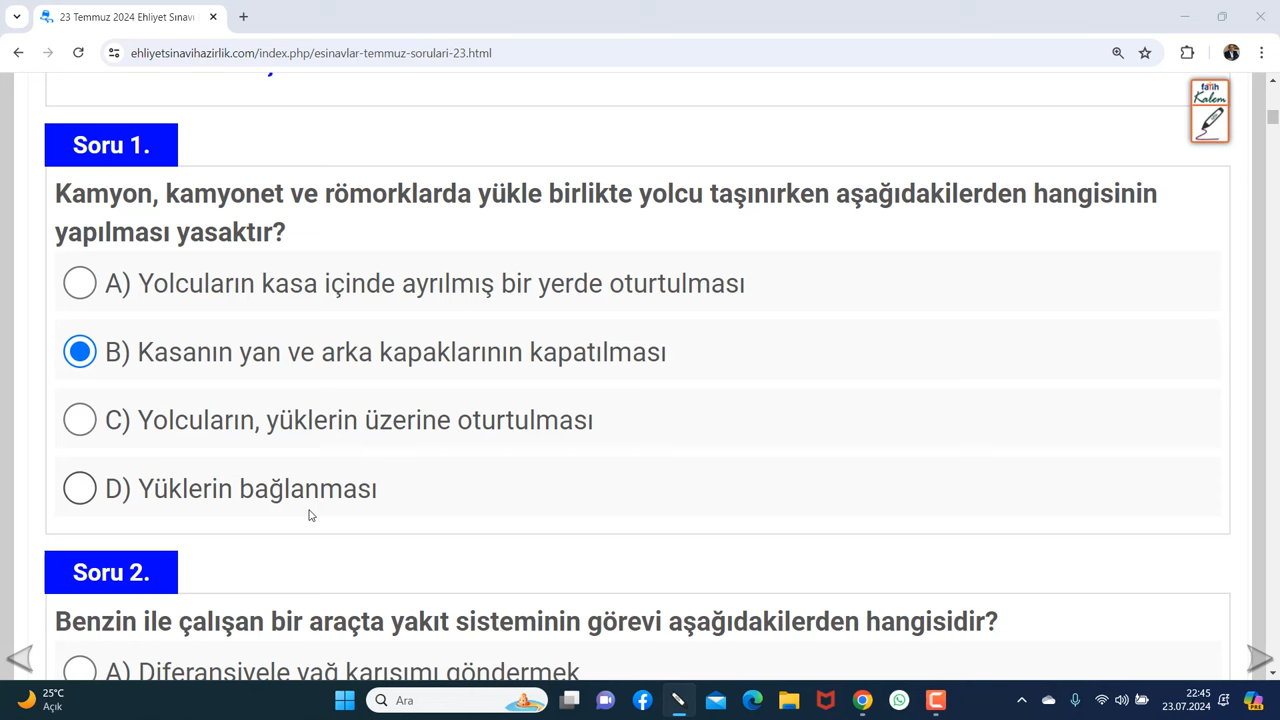 23 Temmuz 2024 Ehliyet Sınavı
ehliyetsinavihazirlik.com/index.php/esinavlar-temmuz-sorulari-23.html
fatih
Kalem
Soru 1.
Kamyon, kamyonet ve römorklarda yükle birlikte yolcu taşınırken aşağıdakilerden hangisinin
yapılması yasaktır?
A) Yolcuların kasa içinde ayrılmış bir yerde oturtulması
B) Kasanın yan ve arka kapaklarının kapatılması
C) Yolcuların, yüklerin üzerine oturtulması
D) Yüklerin bağlanması
Soru 2.
Benzin ile çalışan bir araçta yakıt sisteminin görevi aşağıdakilerden hangisidir?
A) Diferansiyele yağ karışımı göndermek
25°C
Açık
Ara
22:45
23.07.2024
PRE